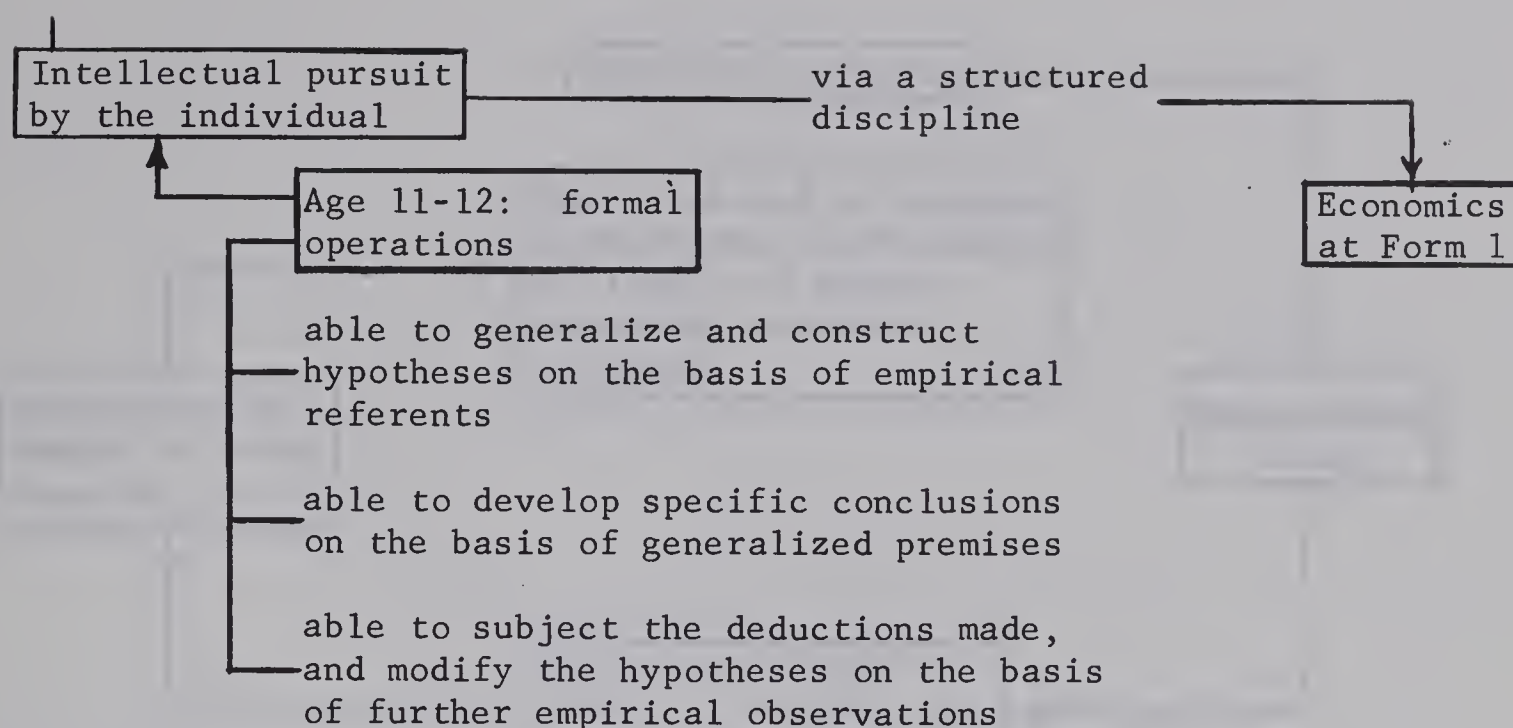 Intellectual pursuit
by the individual
via a structured
discipline
Age 11-12: formal
operations
Economics
at Form 1
able to generalize and construct
hypotheses on the basis of empirical
referents
able to develop specific conclusions
on the basis of generalized premises
able to subject the deductions made,
and modify the hypotheses on the basis
of further empirical observations